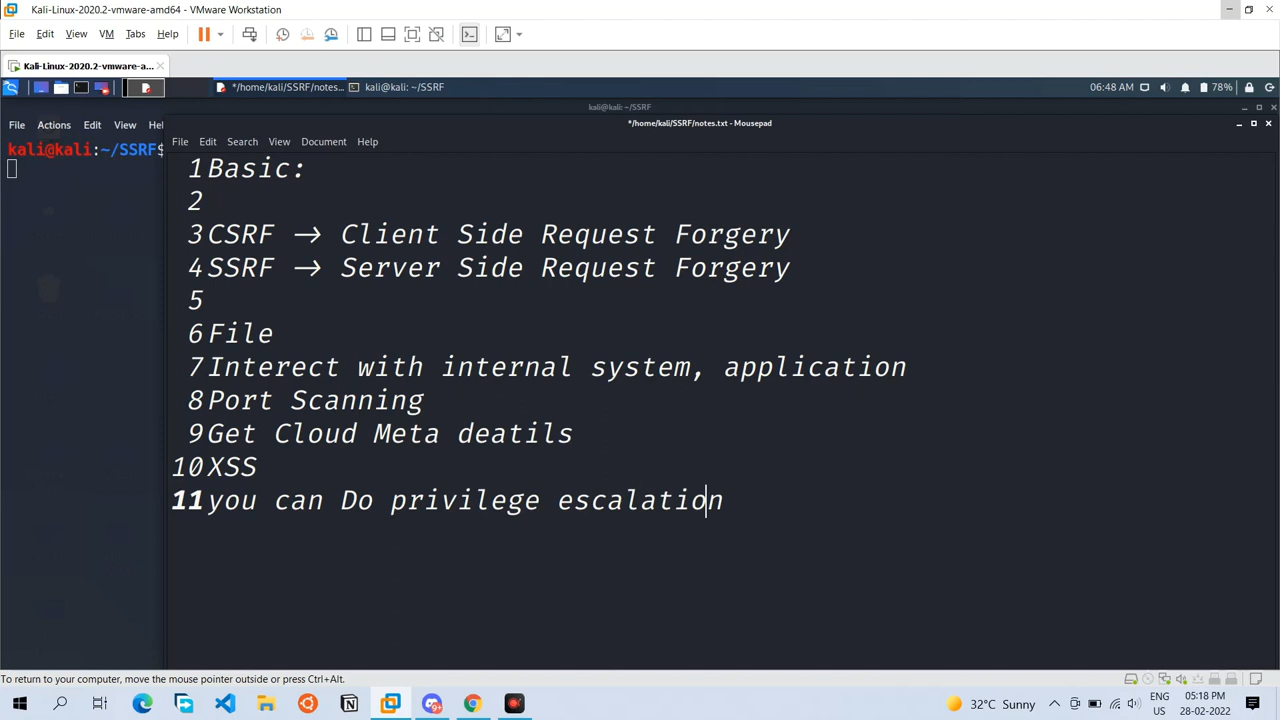 Kali-Linux-2020.2-vmware-amd64 - VMware Workstation
File Edit View VM Tabs Help
Kali-Linux-2020.2-vmware-a...
*/home/kali/SSRF/notes... kali@kali: ~/SSRF 06:48 AM 78%
kali@kali: ~/SSRF
*/home/kali/SSRF/notes.txt - Mousepad
File Actions Edit View Hel
kali@kali:~/SSRF$
File Edit Search View Document Help
1 Basic:
2
3 CSRF → Client Side Request Forgery
4 SSRF → Server Side Request Forgery
5
6 File
7 Interect with internal system, application
8 Port Scanning
9 Get Cloud Meta deatils
10 XSS
11 you can Do privilege escalation
To return to your computer, move the mouse pointer outside or press Ctrl+Alt.
32°C Sunny
ENG
US
05:18 PM
28-02-2022